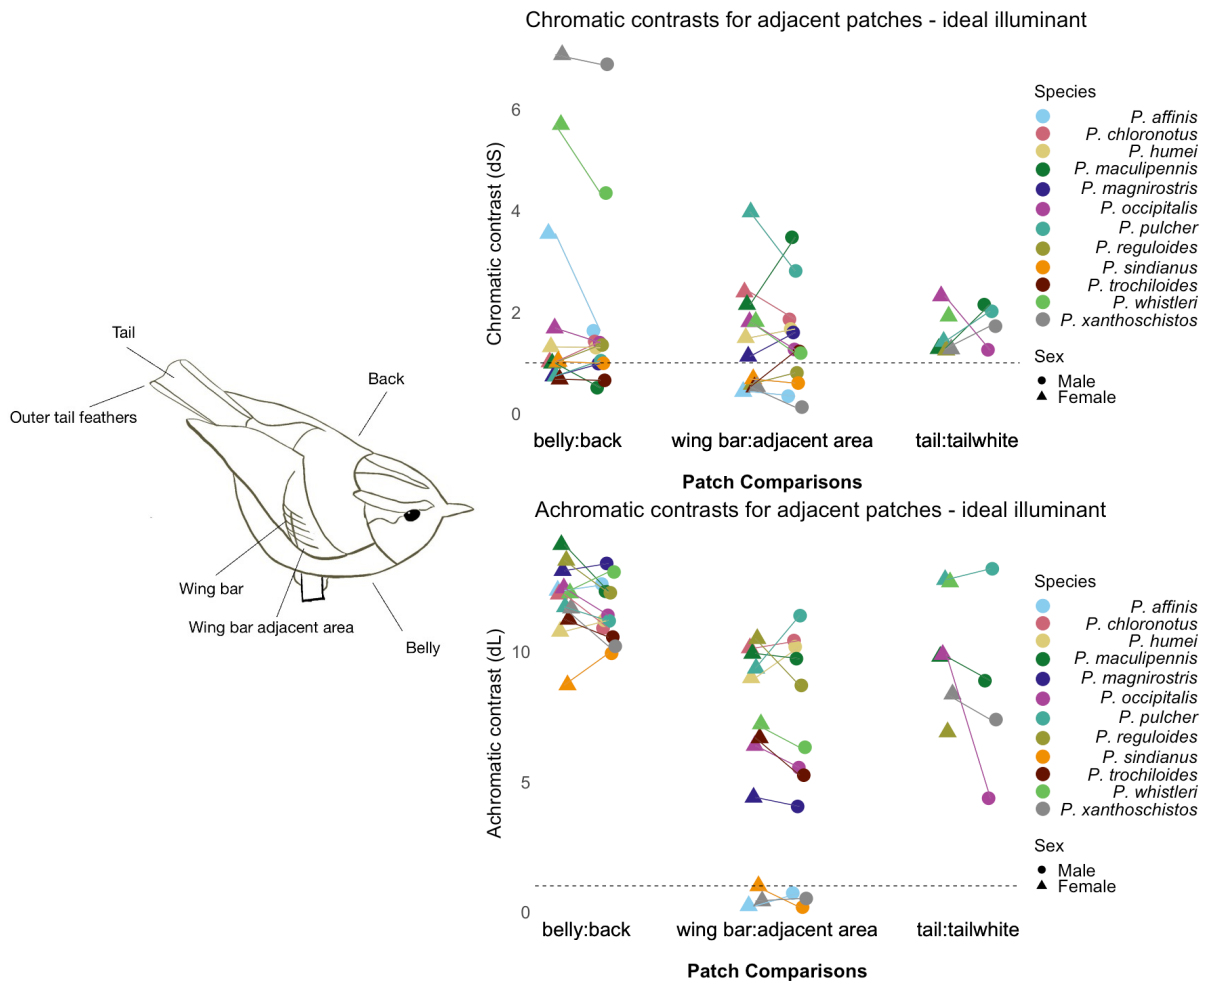 Chromatic contrasts for adjacent patches - ideal illuminant
Chromatic contrast (dS)
6
4
2
0
belly:back
wing bar:adjacent area
tail:tailwhite
Patch Comparisons
Species
P. affinis
P. chloronotus
P. humei
P. maculipennis
P. magnirostris
P. occipitalis
P. pulcher
P. reguloides
P. sindianus
P. trochiloides
P. whistleri
P. xanthoschistos
Sex
Male
Female
Tail
Outer tail feathers
Back
Wing bar
Wing bar adjacent area
Belly
Achromatic contrasts for adjacent patches - ideal illuminant
Achromatic contrast (dL)
10
5
0
belly:back
wing bar:adjacent area
tail:tailwhite
Patch Comparisons
Species
P. affinis
P. chloronotus
P. humei
P. maculipennis
P. magnirostris
P. occipitalis
P. pulcher
P. reguloides
P. sindianus
P. trochiloides
P. whistleri
P. xanthoschistos
Sex
Male
Female